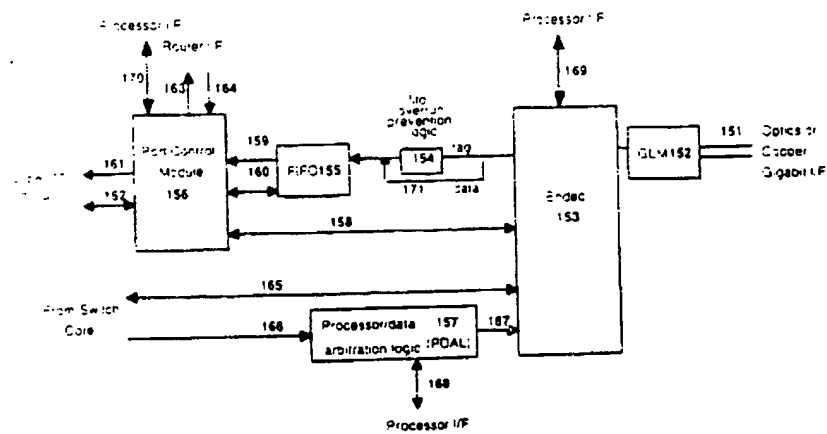 Processor I/F
Router I/F
170
163
164
Processor I/F
169
overrun
prevention
logic
tag
154
171
data
159
FIFO155
160
Port Control
Module
156
161
162
158
Endec
153
GLM152
151
Optics or
Copper
Gigabit I/F
165
From Switch
Core
166
Processor/data
arbitration logic
157
(PDAL)
167
168
Processor I/F